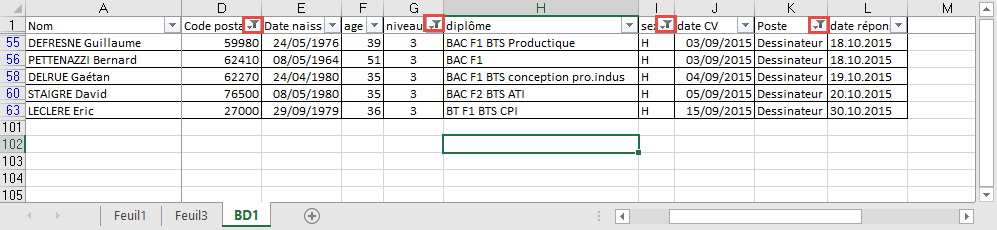 A D E F G H I J K L M
1 Nom Code posta Date naiss age niveau diplôme sex date CV Poste date répons
55 DEFRESNE Guillaume 59980 24/05/1976 39 3 BAC F1 BTS Productique H 03/09/2015 Dessinateur 18.10.2015
56 PETTENAZZI Bernard 62410 08/05/1964 51 3 BAC F1 H 03/09/2015 Dessinateur 18.10.2015
58 DELRUE Gaétan 62270 24/04/1980 35 3 BAC F1 BTS conception pro.indus H 04/09/2015 Dessinateur 19.10.2015
60 STAIGRE David 76500 08/05/1980 35 3 BAC F2 BTS ATI H 05/09/2015 Dessinateur 20.10.2015
63 LECLERE Eric 27000 29/09/1979 36 3 BT F1 BTS CPI H 15/09/2015 Dessinateur 30.10.2015
101
102
103
104
105
Feuil1 Feuil3 BD1